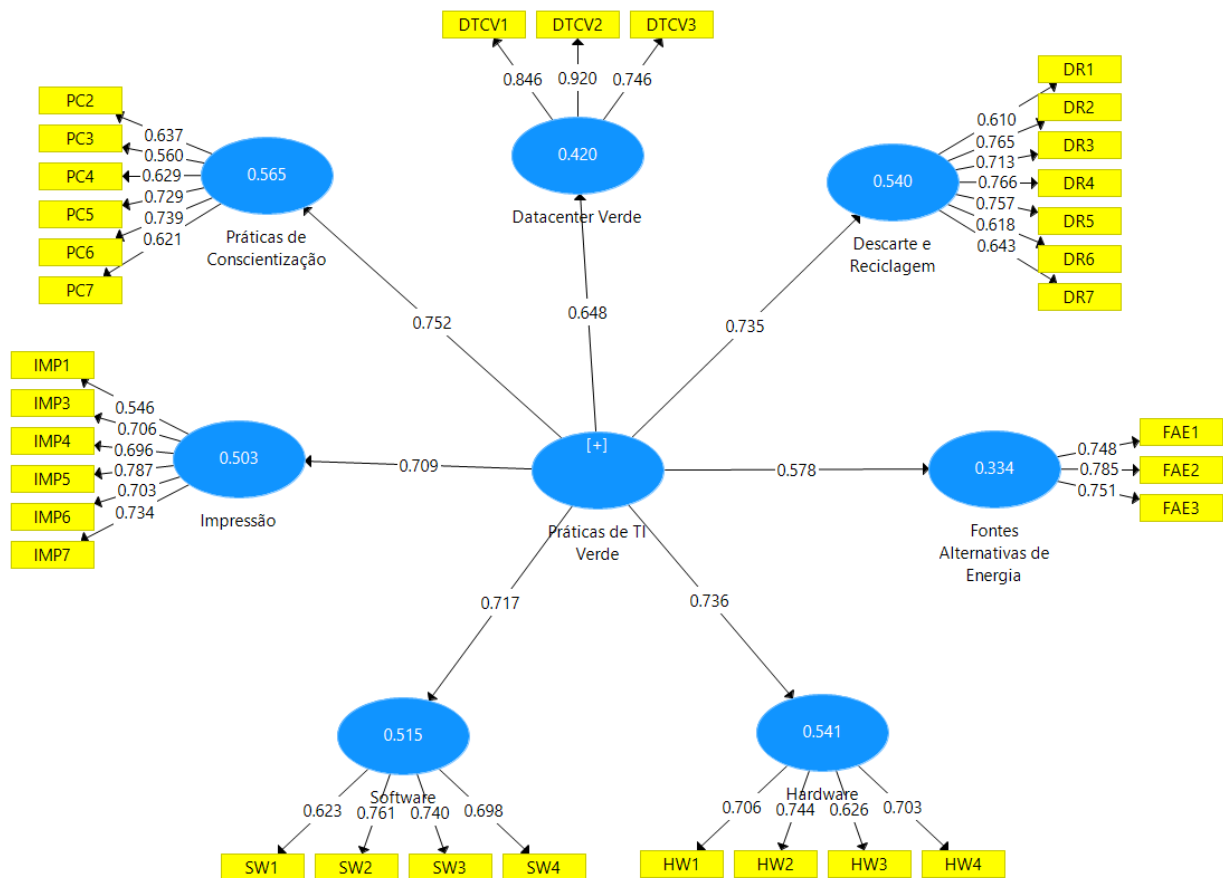 DTCV1
DTCV2
DTCV3
0.846
0.920
0.746
0.420
Datacenter Verde
PC2
PC3
PC4
PC5
PC6
PC7
0.637
0.560
0.629
0.729
0.739
0.621
0.565
Práticas de
Conscientização
DR1
DR2
DR3
DR4
DR5
DR6
DR7
0.610
0.765
0.713
0.766
0.757
0.618
0.643
0.540
Descarte e
Reciclagem
0.752
0.648
0.735
IMP1
IMP3
IMP4
IMP5
IMP6
IMP7
0.546
0.706
0.696
0.787
0.703
0.734
0.503
Impressão
0.709
[+]
Práticas de TI
Verde
0.578
0.334
Fontes
Alternativas de
Energia
0.748
0.785
0.751
FAE1
FAE2
FAE3
0.717
0.736
0.515
Software
0.623
0.761
0.740
0.698
SW1
SW2
SW3
SW4
0.541
Hardware
0.706
0.744
0.626
0.703
HW1
HW2
HW3
HW4